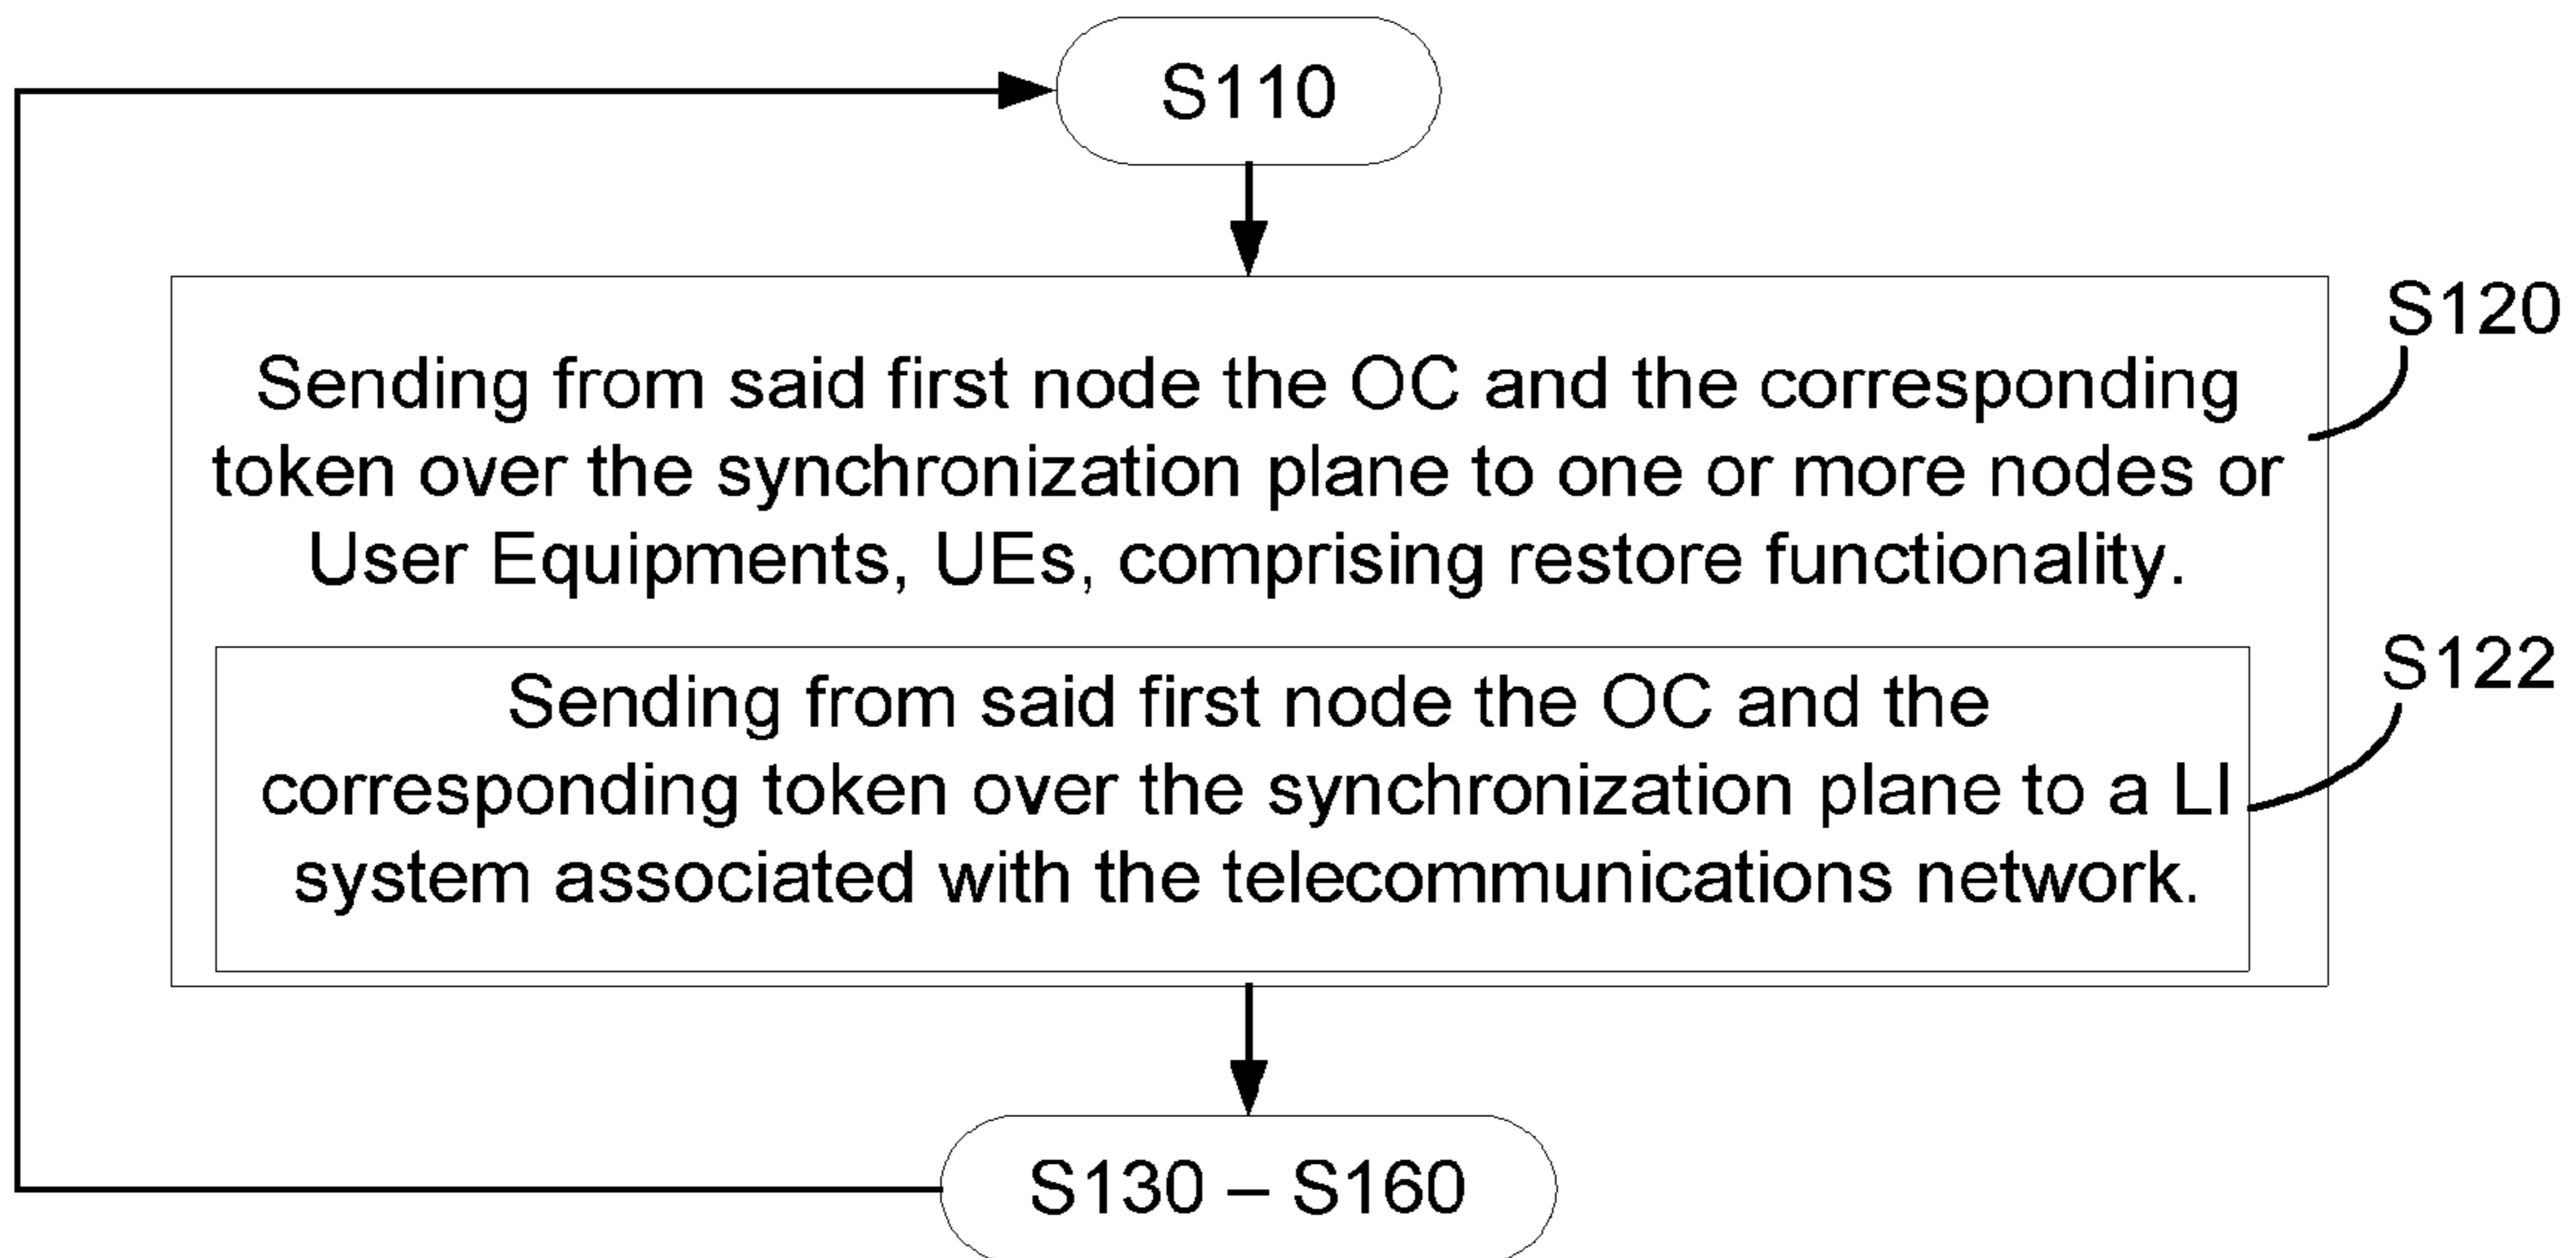 S110
S120
Sending from said first node the OC and the corresponding
token over the synchronization plane to one or more nodes or
User Equipments, UEs, comprising restore functionality.
S122
Sending from said first node the OC and the
corresponding token over the synchronization plane to a LI
system associated with the telecommunications network.
S130 – S160